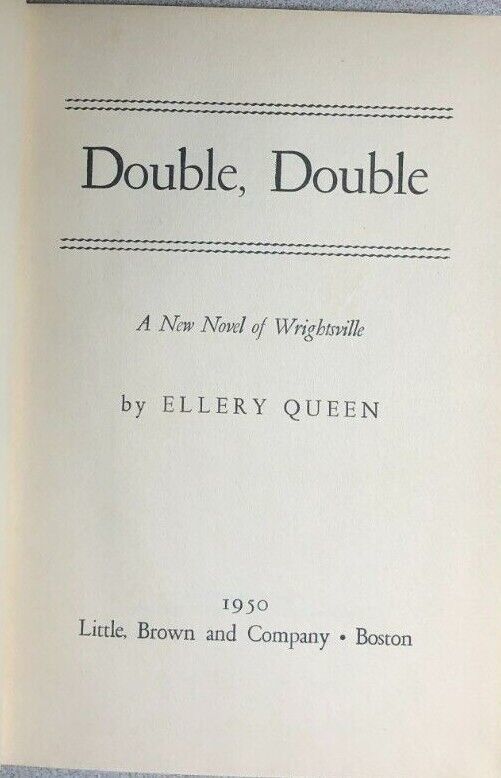 Double, Double
A New Novel of Wrightsville
by ELLERY QUEEN
1950
Little, Brown and Company • Boston